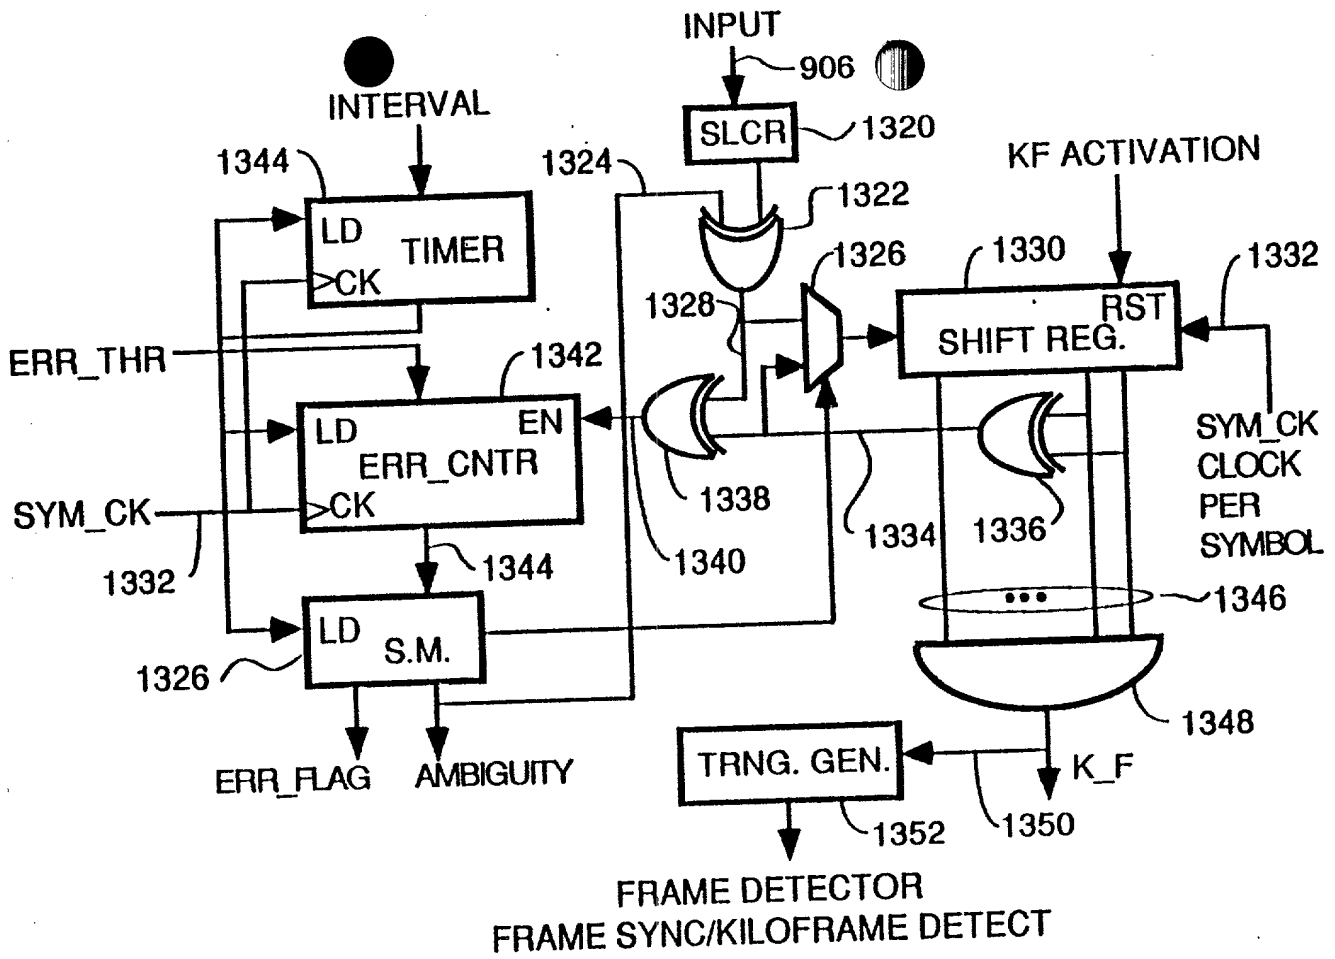 INPUT
906
INTERVAL
SLCR
1320
1344
1324
KF ACTIVATION
1322
LD
TIMER
CK
1326
1330
1332
1328
RST
SHIFT REG.
ERR_THR
1342
LD
EN
ERR_CNTR
CK
SYM_CK
CLOCK
PER
SYMBOL
SYM_CK
1338
1334
1336
1332
1344
1340
1346
LD
S.M.
1326
1348
ERR_FLAG
AMBIGUITY
TRNG. GEN.
K_F
1352
1350
FRAME DETECTOR
FRAME SYNC/KILOFRAME DETECT